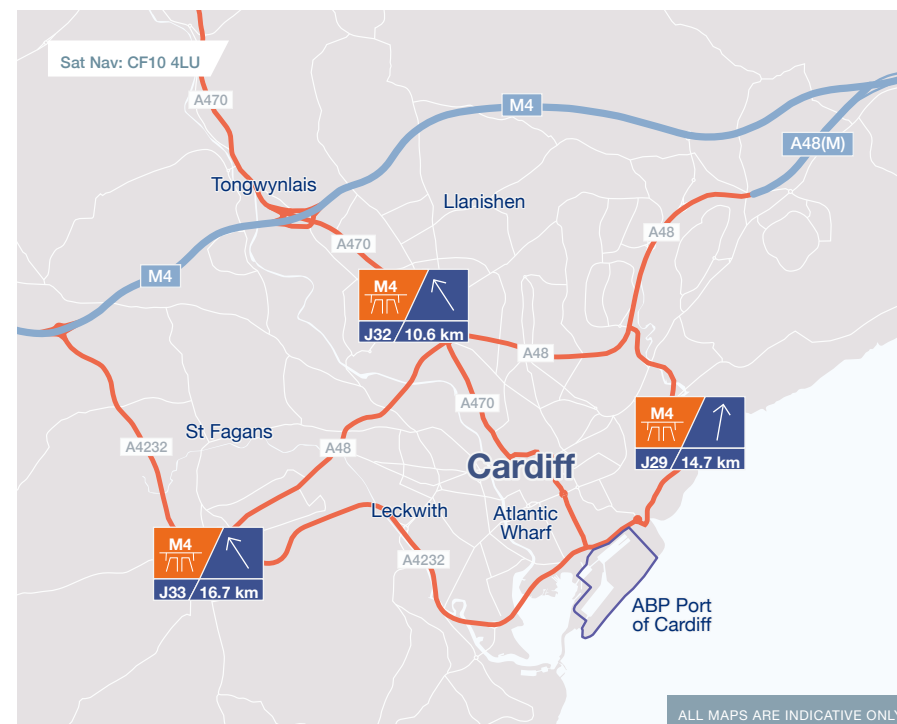 Sat Nav: CF10 4LU
A470
M4
A48(M)
Tongwynlais
Llanishen
A48
A470
M4
M4
J32 10.6 km
A48
A470
M4
J29 14.7 km
St Fagans
A4232
A48
Cardiff
Leckwith
Atlantic
Wharf
M4
J33 16.7 km
A4232
ABP Port
of Cardiff
ALL MAPS ARE INDICATIVE ONLY